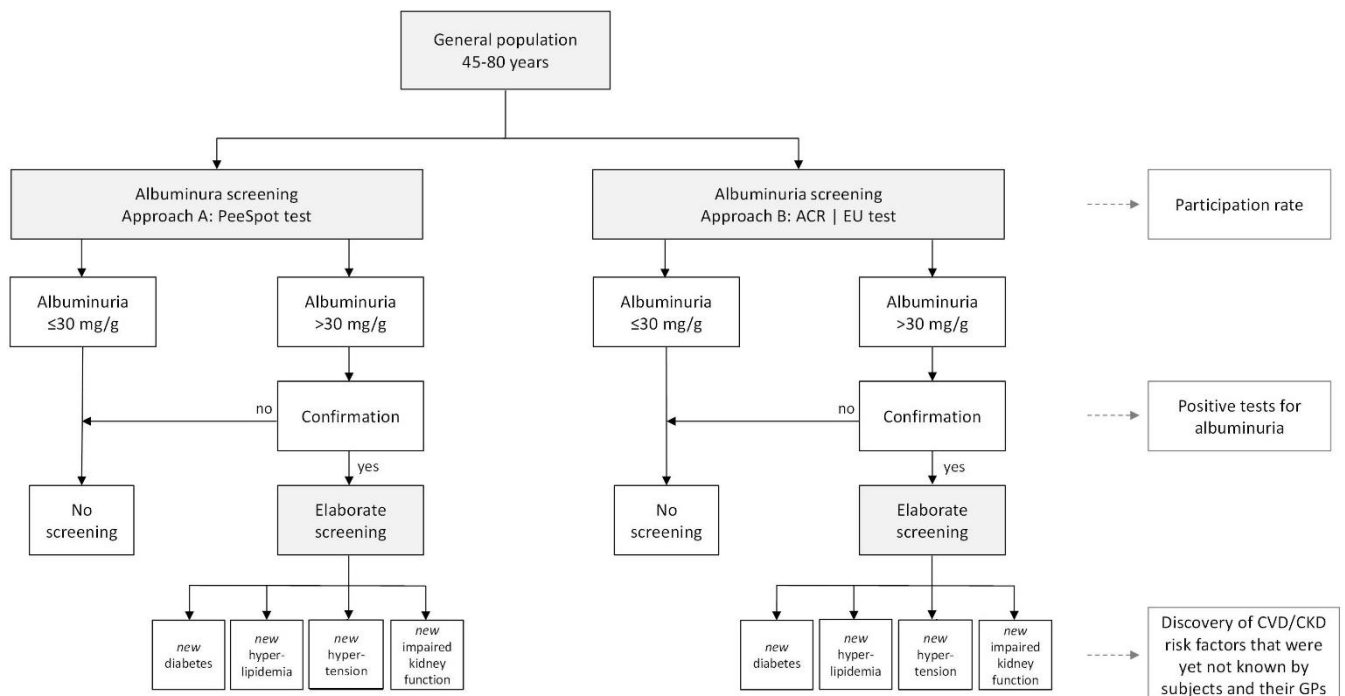 General population
45-80 years
Albuminura screening
Approach A: PeeSpot test
Albuminuria screening
Approach B: ACR | EU test
Participation rate
Albuminuria
≤30 mg/g
Albuminuria
>30 mg/g
Albuminuria
≤30 mg/g
Albuminuria
>30 mg/g
no
Confirmation
no
Confirmation
Positive tests for
albuminuria
yes
yes
No
screening
Elaborate
screening
No
screening
Elaborate
screening
new
diabetes
new
hyper-
lipidemia
new
hyper-
tension
new
impaired
kidney
function
new
diabetes
new
hyper-
lipidemia
new
hyper-
tension
new
impaired
kidney
function
Discovery of CVD/CKD
risk factors that were
yet not known by
subjects and their GPs